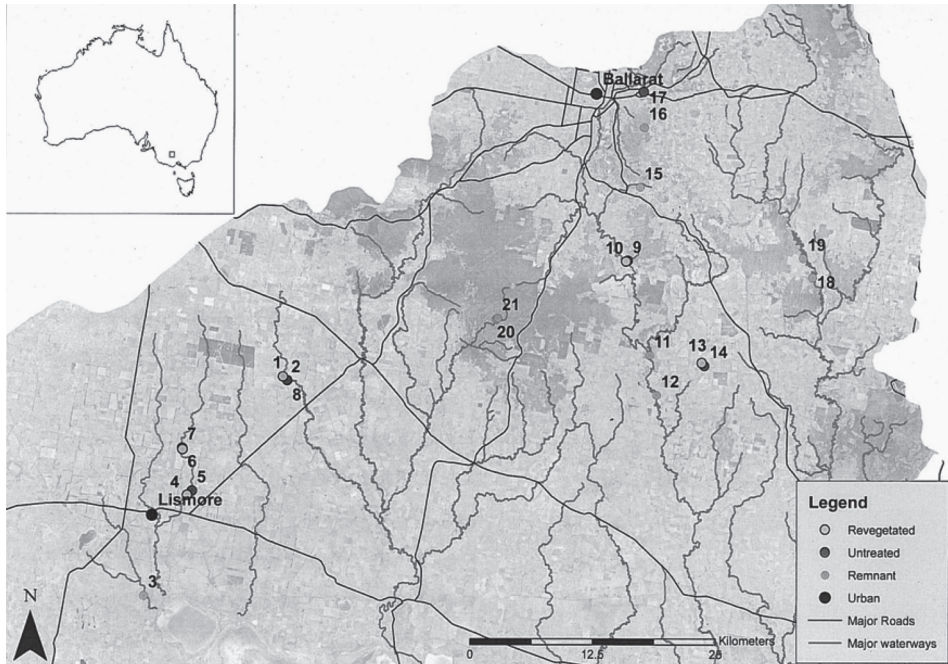 Ballarat
17
16
15
10 9
19
18
21
20
11
13
14
12
1
2
8
7
6
5
4
Lismore
3
N
Legend
Revegetated
Untreated
Remnant
Urban
Major Roads
Major waterways
Kilometers
0 12.5 25